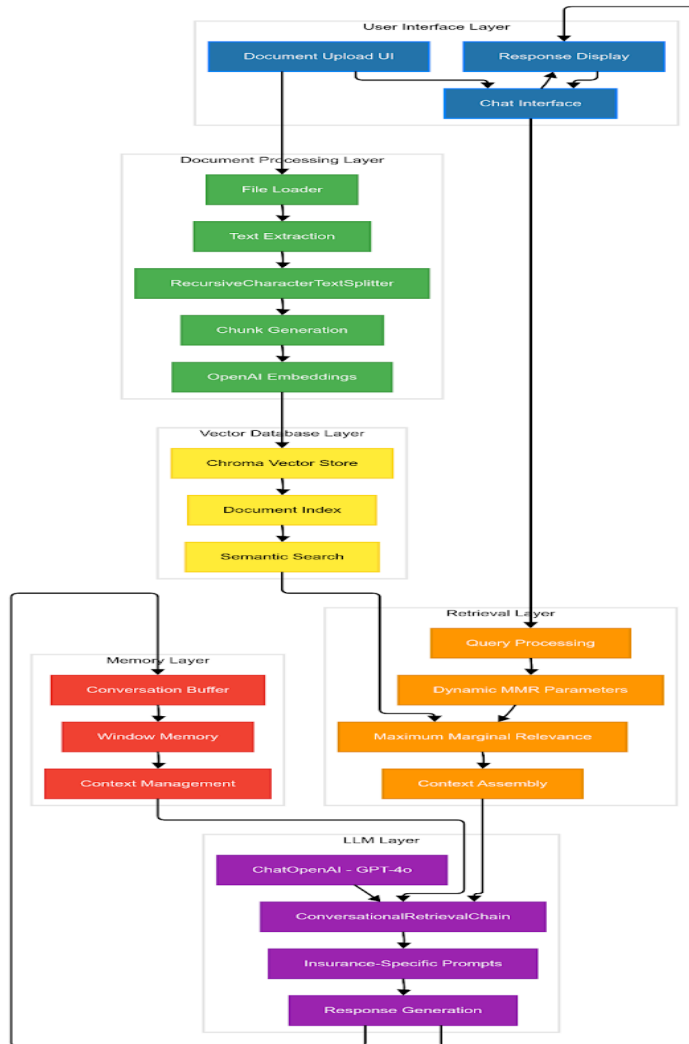 User Interface Layer
Document Upload UI
Response Display
Chat Interface
Document Processing Layer
File Loader
Text Extraction
RecursiveCharacterTextSplitter
Chunk Generation
OpenAI Embeddings
Vector Database Layer
Chroma Vector Store
Document Index
Semantic Search
Retrieval Layer
Query Processing
Dynamic MMR Parameters
Maximum Marginal Relevance
Context Assembly
Memory Layer
Conversation Buffer
Window Memory
Context Management
LLM Layer
ChatOpenAI - GPT-4o
ConversationalRetrievalChain
Insurance-Specific Prompts
Response Generation